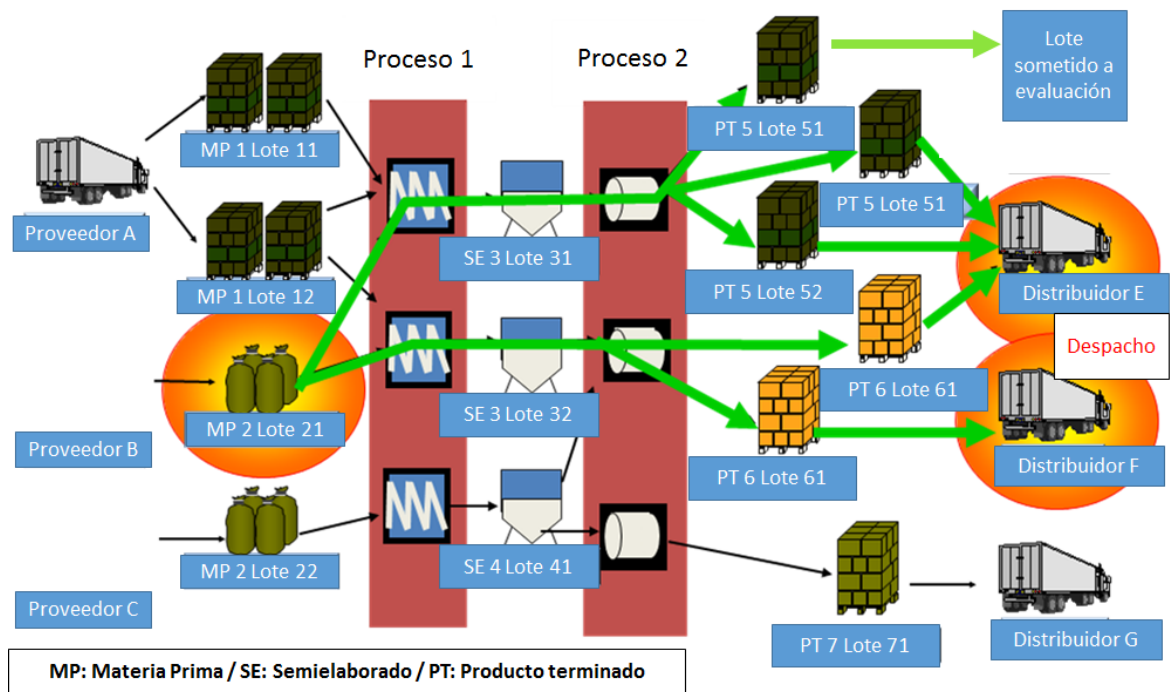 Proceso 1
Proceso 2
Lote
sometido a
evaluación
MP 1 Lote 11
PT 5 Lote 51
Proveedor A
PT 5 Lote 51
SE 3 Lote 31
MP 1 Lote 12
PT 5 Lote 52
Distribuidor E
Despacho
PT 6 Lote 61
SE 3 Lote 32
MP 2 Lote 21
Proveedor B
PT 6 Lote 61
Distribuidor F
SE 4 Lote 41
MP 2 Lote 22
Proveedor C
PT 7 Lote 71
Distribuidor G
MP: Materia Prima / SE: Semielaborado / PT: Producto terminado